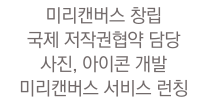 미리캔버스 창립
국제 저작권협약 담당
사진, 아이콘 개발
미리캔버스 서비스 런칭